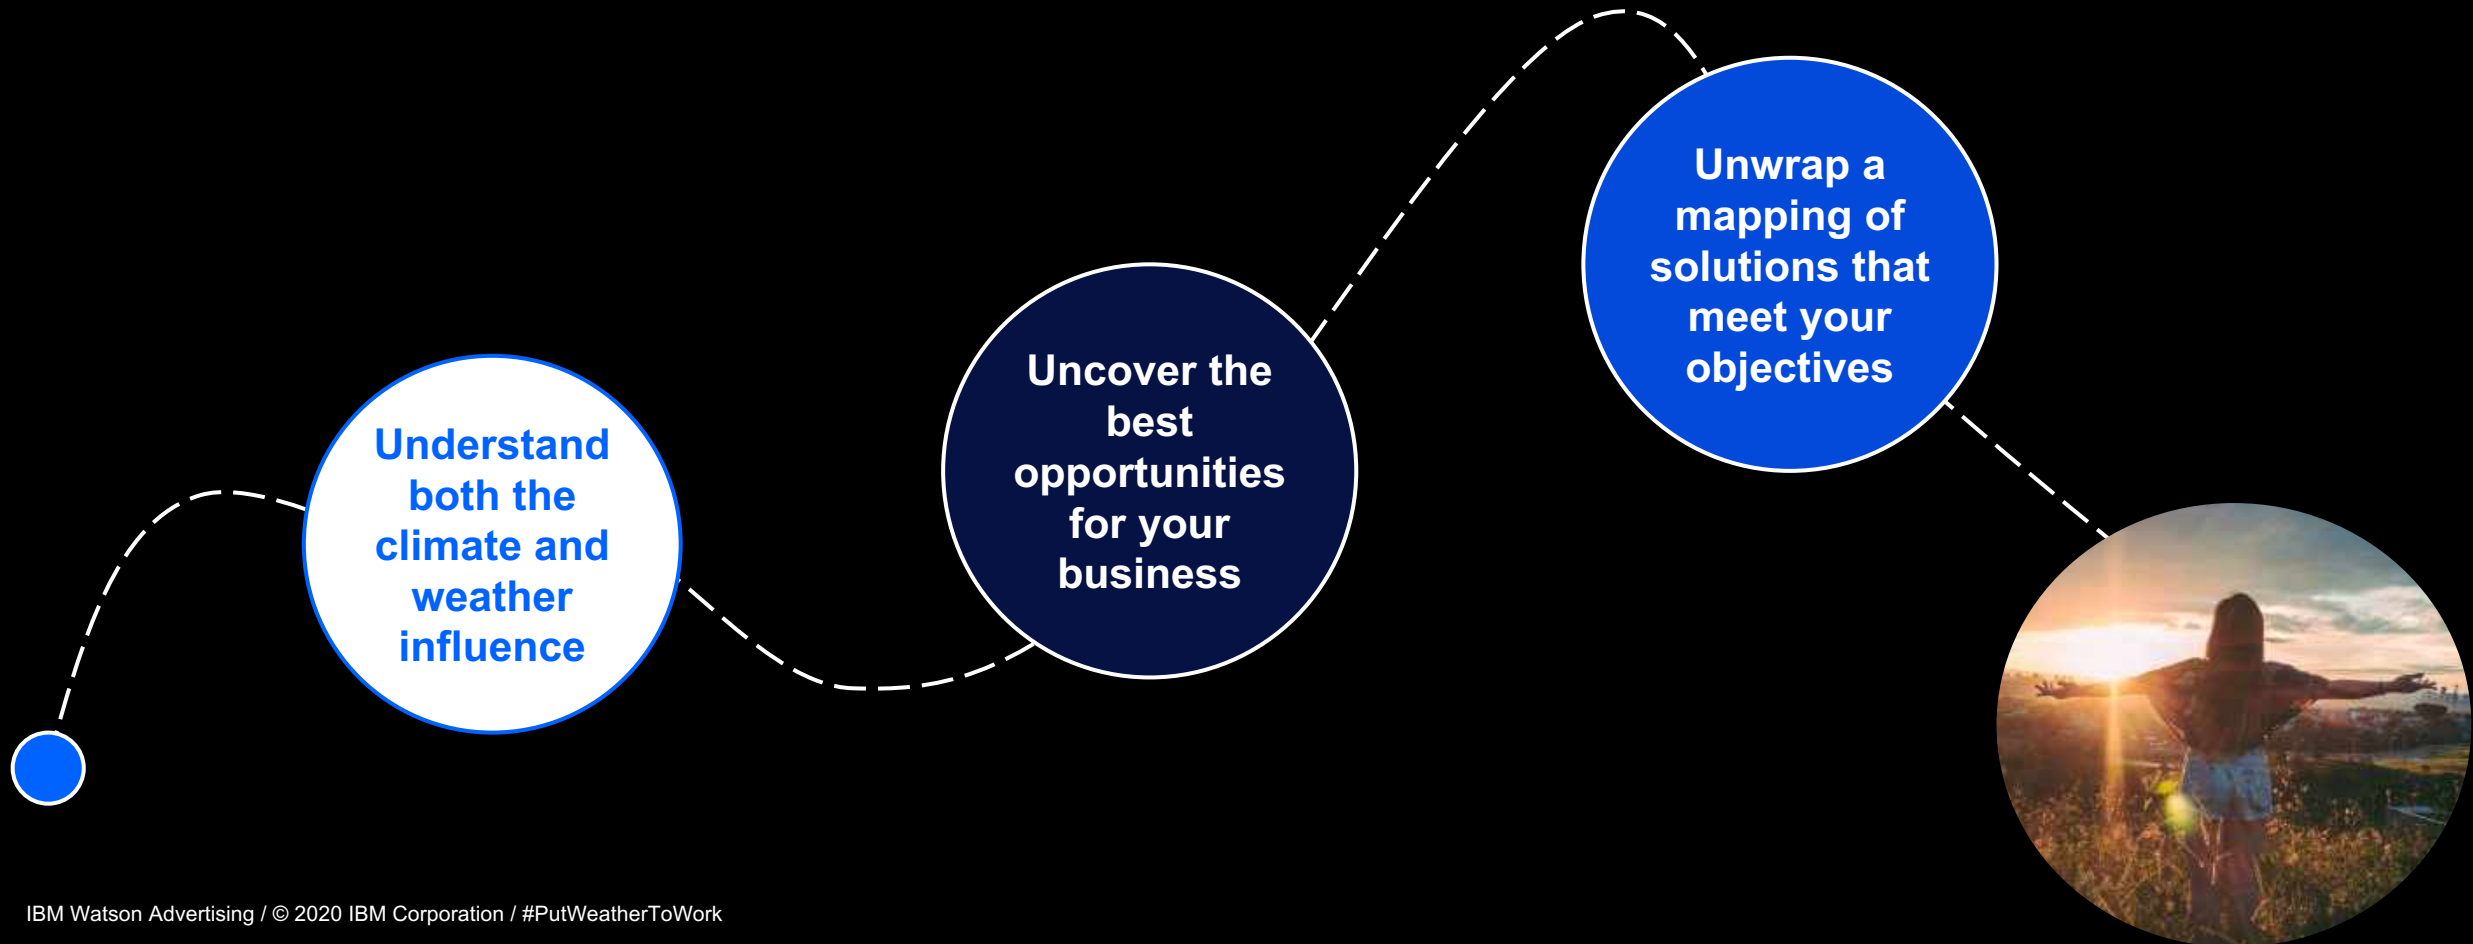 Understand
both the
climate and
weather
influence
Uncover the
best
opportunities
for your
business
Unwrap a
mapping of
solutions that
meet your
objectives
IBM Watson Advertising / © 2020 IBM Corporation / #PutWeatherToWork